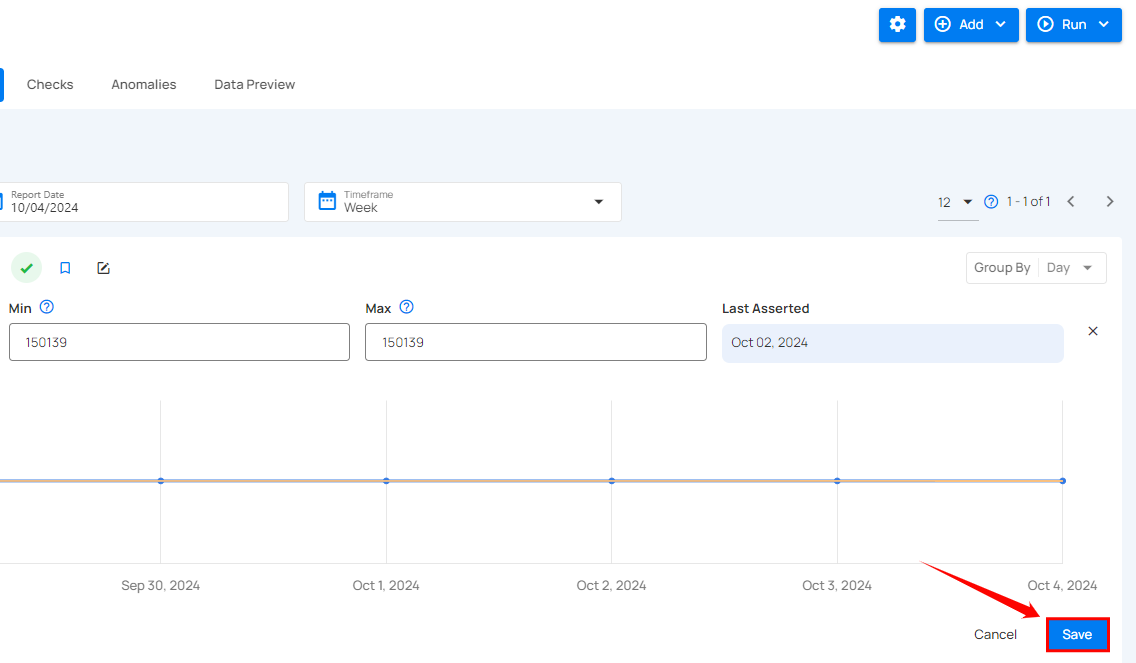 Add
Run
Checks
Anomalies
Data Preview
Report Date
10/04/2024
Timeframe
Week
12
1 - 1 of 1
Group By
Day
Min
Max
Last Asserted
150139
150139
Oct 02, 2024
Sep 30, 2024
Oct 1, 2024
Oct 2, 2024
Oct 3, 2024
Oct 4, 2024
Cancel
Save